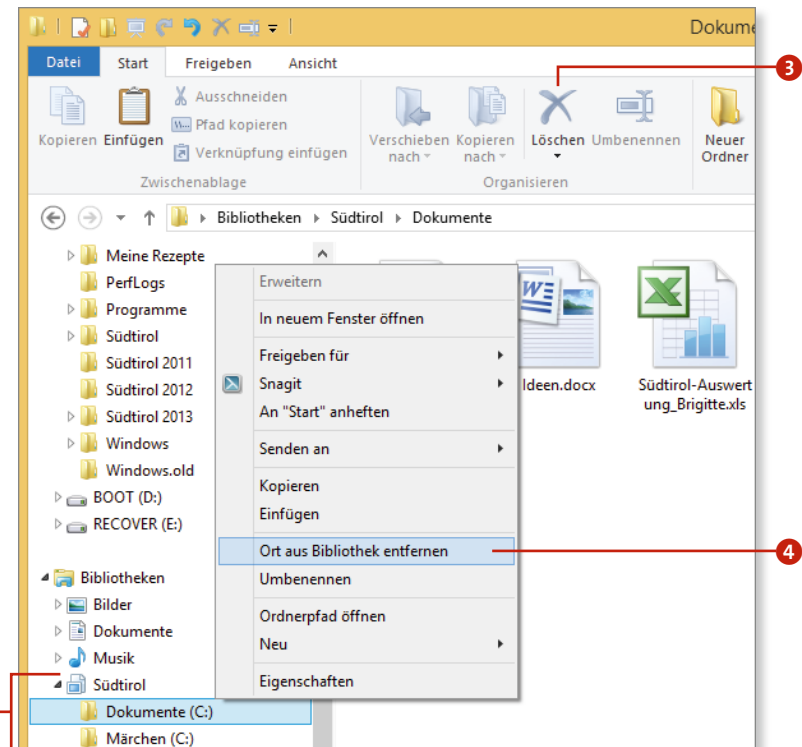 Dokume
Datei Start Freigeben Ansicht
3
Kopieren Einfügen
Ausschneiden
Pfad kopieren
Verknüpfung einfügen
Zwischenablage
Verschieben nach
Kopieren nach
Löschen Umbenennen
Organisieren
Neuer
Ordner
Bibliotheken Südtirol Dokumente
Meine Rezepte
PerfLogs
Programme
Südtirol
Südtirol 2011
Südtirol 2012
Südtirol 2013
Windows
Windows.old
BOOT (D:)
RECOVER (E:)
Bibliotheken
Bilder
Dokumente
Musik
Südtirol
Dokumente (C:)
Märchen (C:)
Erweitern
In neuem Fenster öffnen
Freigeben für
Snagit
An "Start" anheften
Senden an
Kopieren
Einfügen
Ort aus Bibliothek entfernen
4
Umbenennen
Ordnerpfad öffnen
Neu
Eigenschaften
Ideen.docx
Südtirol-Auswert
ung_Brigitte.xls